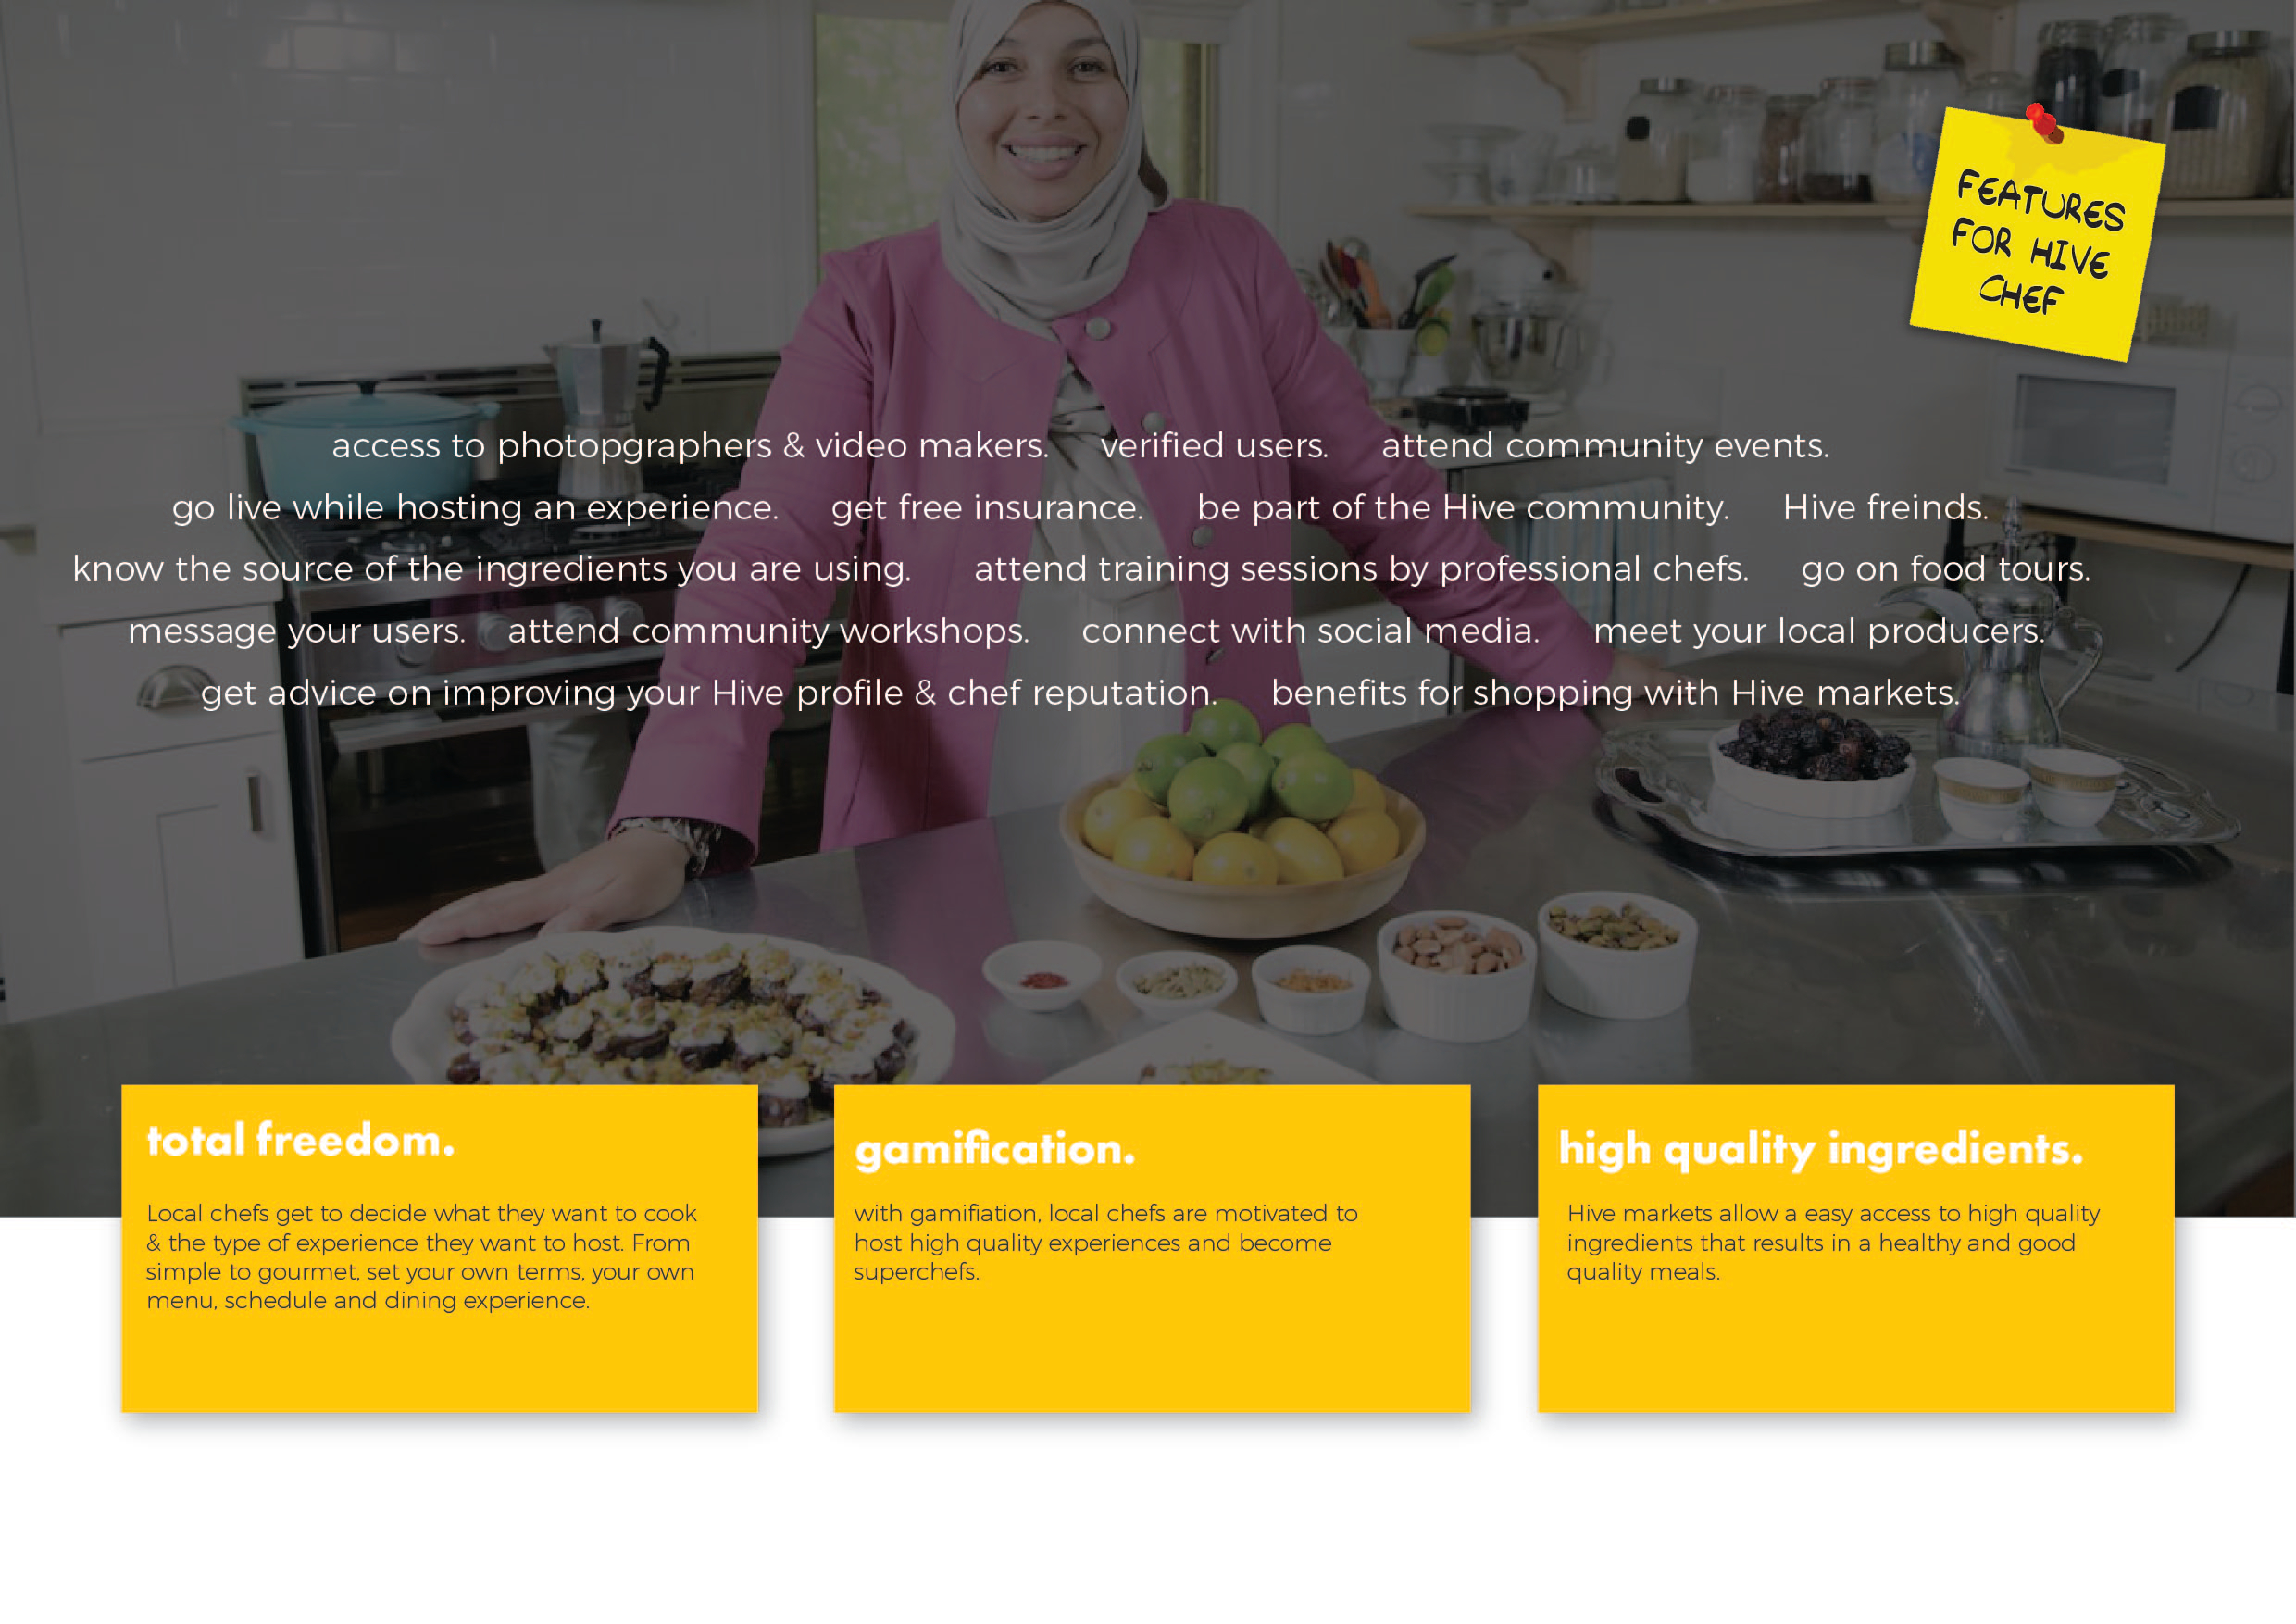 FEATURES
FOR HIVE
CHEF
access to photopgraphers & video makers. verified users. attend community events.
go live while hosting an experience. get free insurance. be part of the Hive community. Hive freinds.
know the source of the ingredients you are using. attend training sessions by professional chefs. go on food tours.
message your users. attend community workshops. connect with social media. meet your local producers.
get advice on improving your Hive profile & chef reputation. benefits for shopping with Hive markets.
total freedom.
Local chefs get to decide what they want to cook
& the type of experience they want to host. From
simple to gourmet, set your own terms, your own
menu, schedule and dining experience.
gamification.
with gamifiation, local chefs are motivated to
host high quality experiences and become
superchefs.
high quality ingredients.
Hive markets allow a easy access to high quality
ingredients that results in a healthy and good
quality meals.